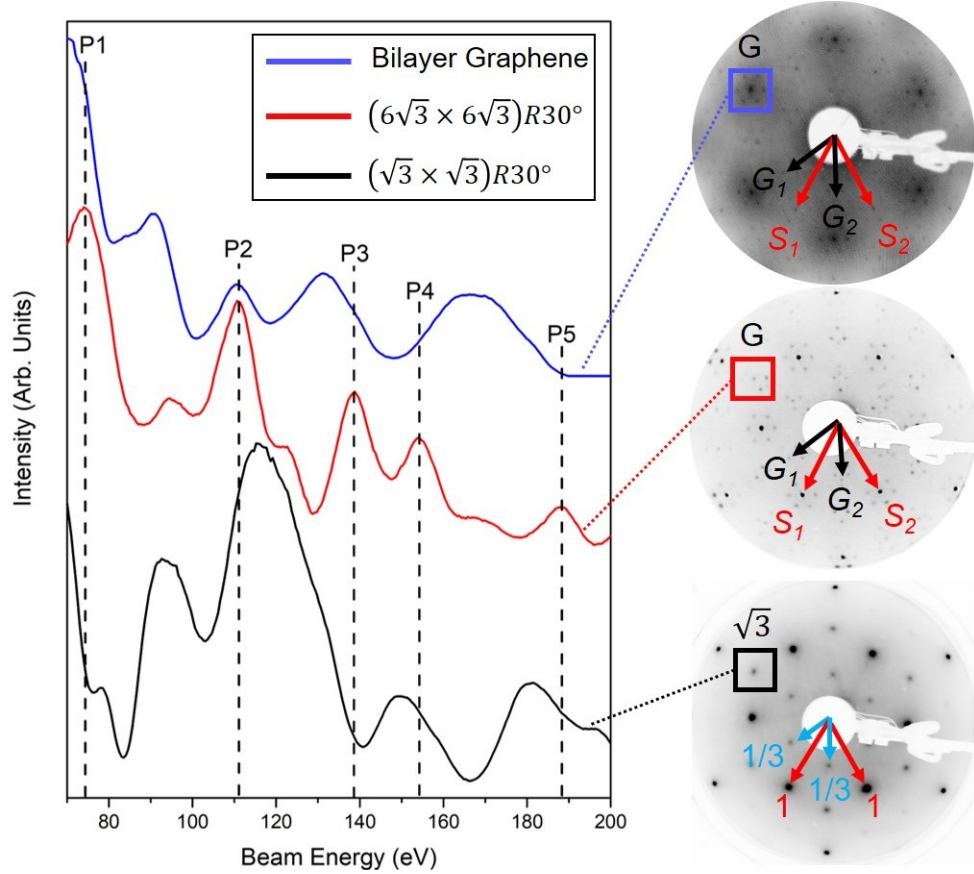 P1
Bilayer Graphene
(6√3 × 6√3)R30°
(√3 × √3)R30°
P2
P3
P4
P5
Intensity (Arb. Units)
80 100 120 140 160 180 200
Beam Energy (eV)
G
G₁
G₂
S₁
S₂
G
G₁
G₂
S₁
S₂
√3
1/3
1/3
1
1